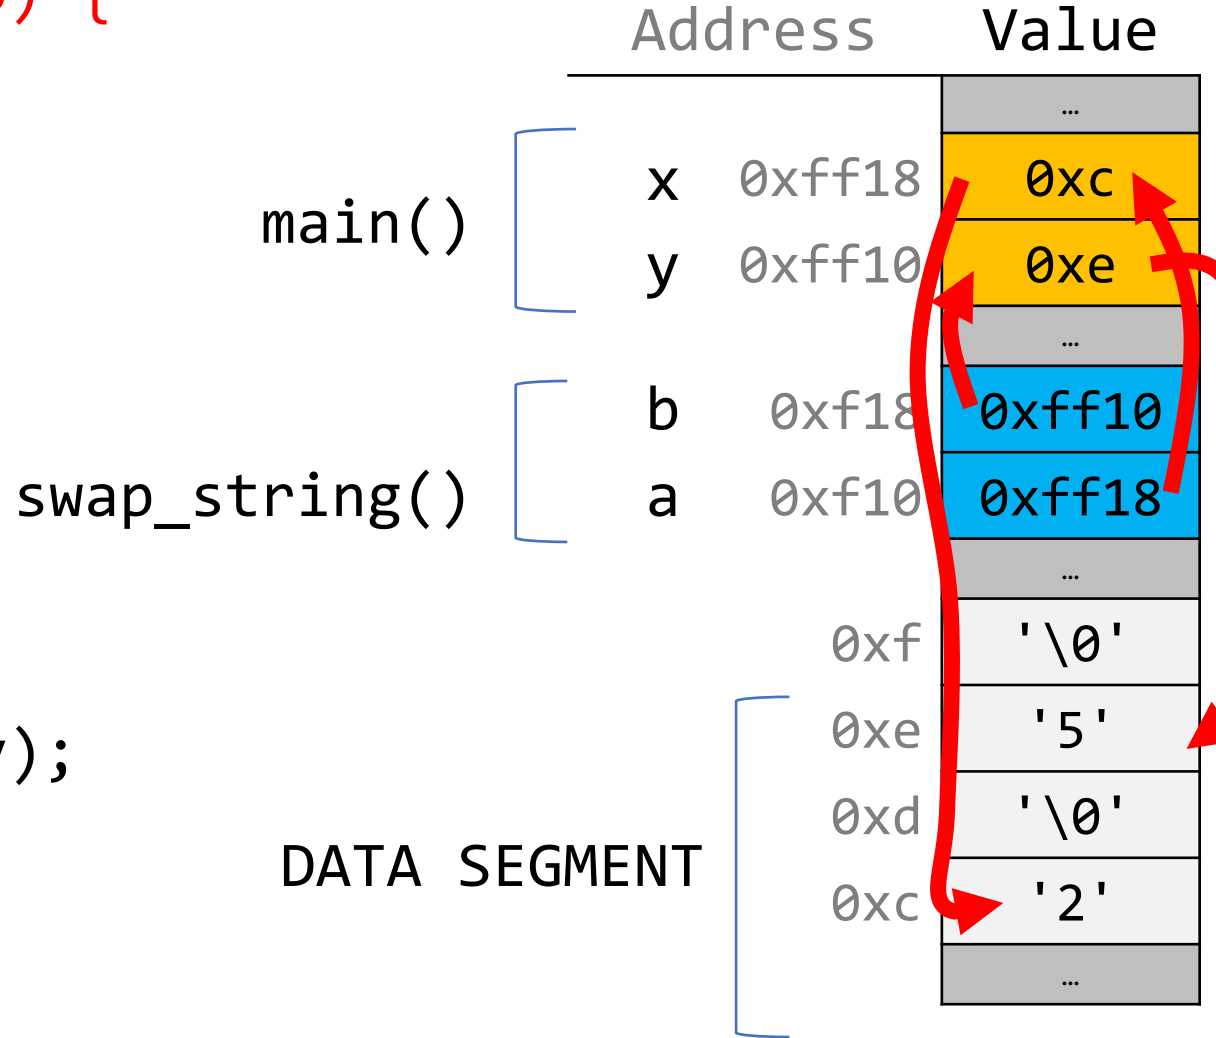 ) {
Address Value
…
x 0xff18 0xc
main()
y 0xff10 0xe
…
b 0xf18 0xff10
swap_string()
a 0xf10 0xff18
…
0xf '\0'
0xe '5'
);
0xd '\0'
DATA SEGMENT
0xc '2'
…